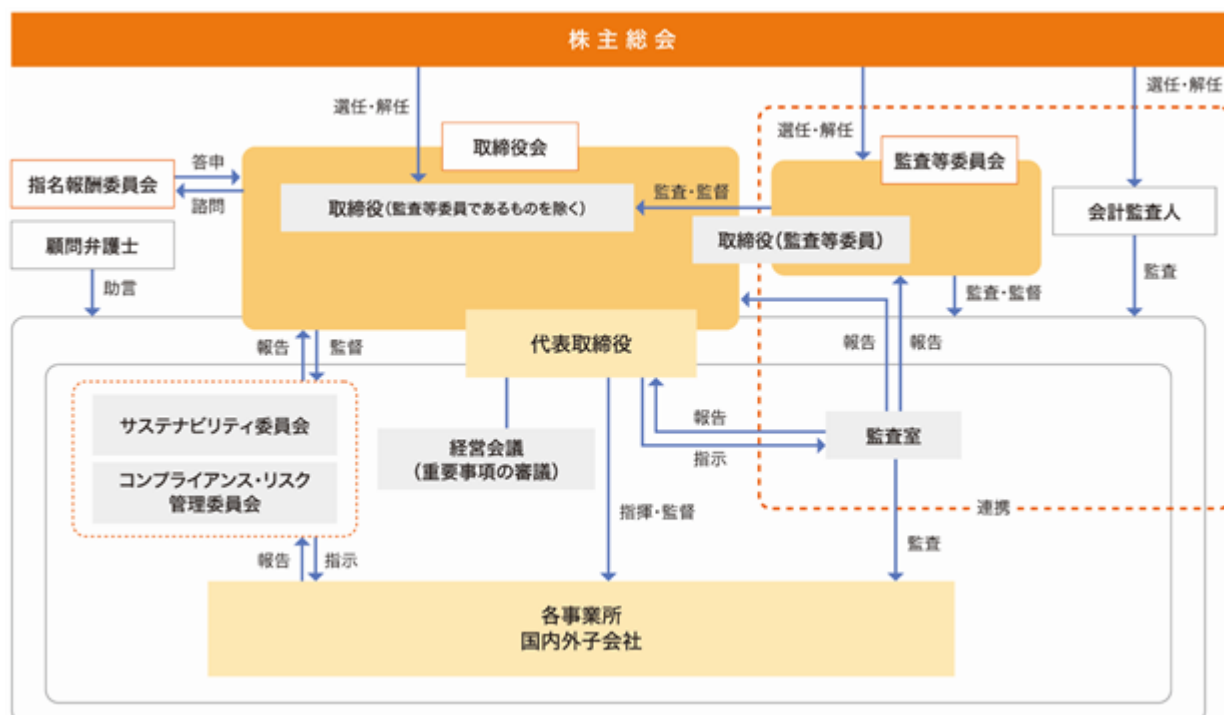 株主総会
選任・解任
選任・解任
選任・解任
取締役会
監査等委員会
答申
指名報酬委員会
諮問
取締役(監査等委員であるものを除く)
監査・監督
会計監査人
顧問弁護士
取締役(監査等委員)
助言
監査・監督
監査
報告
監督
代表取締役
報告
報告
サステナビリティ委員会
コンプライアンス・リスク
管理委員会
経営会議
(重要事項の審議)
報告
指示
監査室
指揮・監督
連携
報告
指示
監査
各事業所
国内外子会社